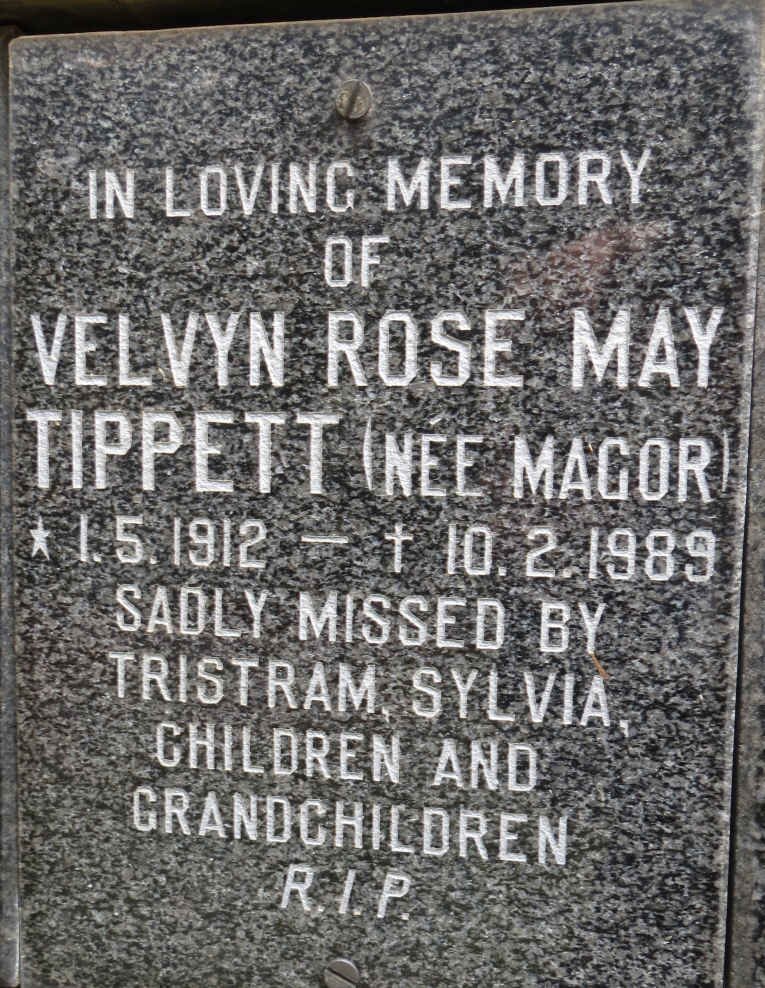 IN LOVING MEMORY
OF
VELVYN ROSE MAY
TIPPETT (NÉE MAGOR)
★ 1.5.1912 — † 10.2.1989
SADLY MISSED BY
TRISTRAM, SYLVIA,
CHILDREN AND
GRANDCHILDREN
R.I.P.